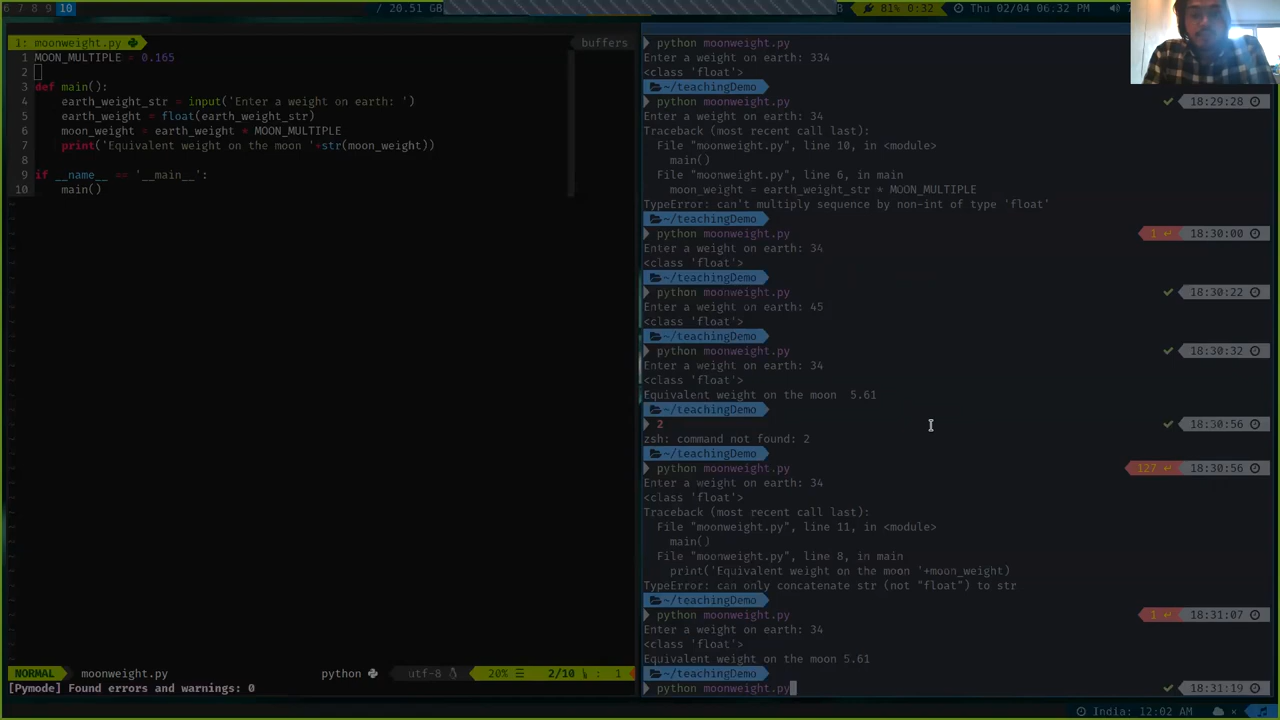 6 7 8 9 10
/ 20.51 GB
81% 0:32
Thu 02/04 06:32 PM
1: moonweight.py
buffers
1 MOON_MULTIPLE = 0.165
2
3 def main():
4 earth_weight_str = input('Enter a weight on earth: ')
5 earth_weight = float(earth_weight_str)
6 moon_weight = earth_weight * MOON_MULTIPLE
7 print('Equivalent weight on the moon '+str(moon_weight))
8
9 if __name__ == '__main__':
10 main()
NORMAL moonweight.py python utf-8 20% 2/10 : 1
[Pymode] Found errors and warnings: 0
python moonweight.py
Enter a weight on earth: 334
<class 'float'>
~/teachingDemo
python moonweight.py 18:29:28
Enter a weight on earth: 34
Traceback (most recent call last):
File "moonweight.py", line 10, in <module>
main()
File "moonweight.py", line 6, in main
moon_weight = earth_weight_str * MOON_MULTIPLE
TypeError: can't multiply sequence by non-int of type 'float'
~/teachingDemo
python moonweight.py 1 ↵ 18:30:00
Enter a weight on earth: 34
<class 'float'>
~/teachingDemo
python moonweight.py 18:30:22
Enter a weight on earth: 45
<class 'float'>
~/teachingDemo
python moonweight.py 18:30:32
Enter a weight on earth: 34
<class 'float'>
Equivalent weight on the moon  5.61
~/teachingDemo
2 18:30:56
zsh: command not found: 2
~/teachingDemo
python moonweight.py 127 ↵ 18:30:56
Enter a weight on earth: 34
<class 'float'>
Traceback (most recent call last):
File "moonweight.py", line 11, in <module>
main()
File "moonweight.py", line 8, in main
print('Equivalent weight on the moon '+moon_weight)
TypeError: can only concatenate str (not "float") to str
~/teachingDemo
python moonweight.py 1 ↵ 18:31:07
Enter a weight on earth: 34
<class 'float'>
Equivalent weight on the moon 5.61
~/teachingDemo
python moonweight.py 18:31:19
India: 12:02 AM